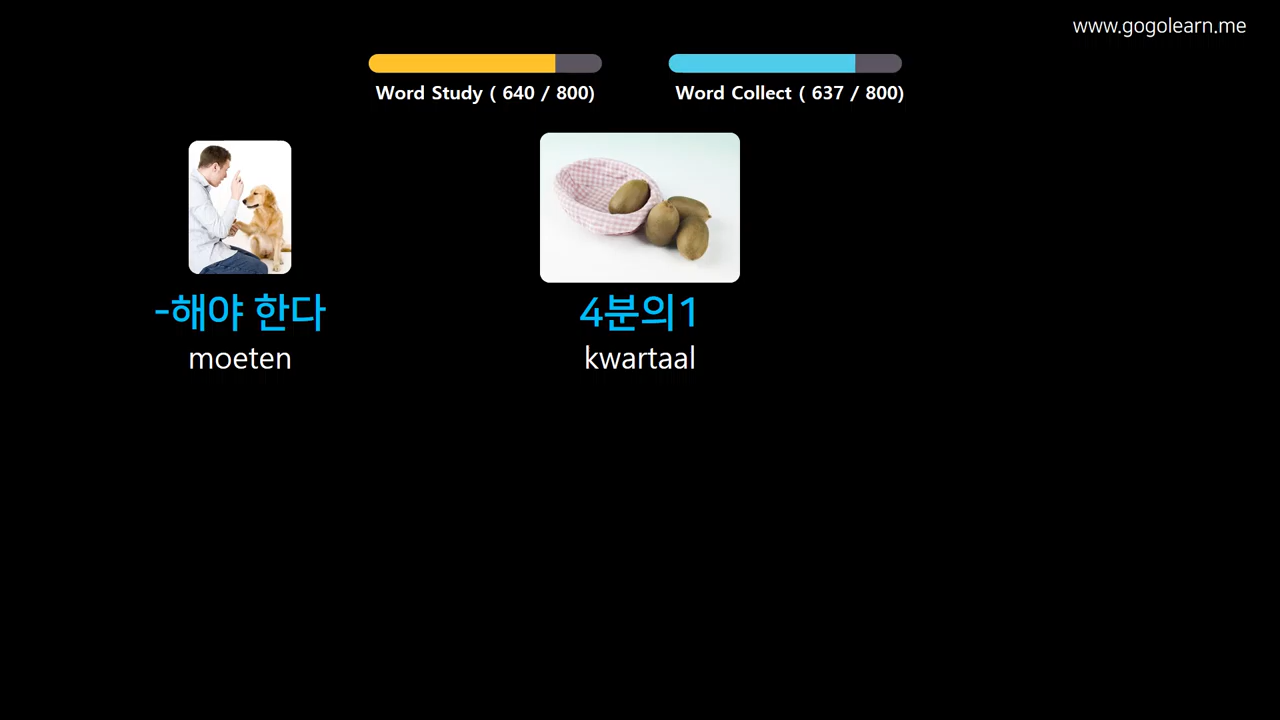 www.gogolearn.me
Word Study ( 640 / 800)
Word Collect ( 637 / 800)
-해야 한다
moeten
4분의1
kwartaal